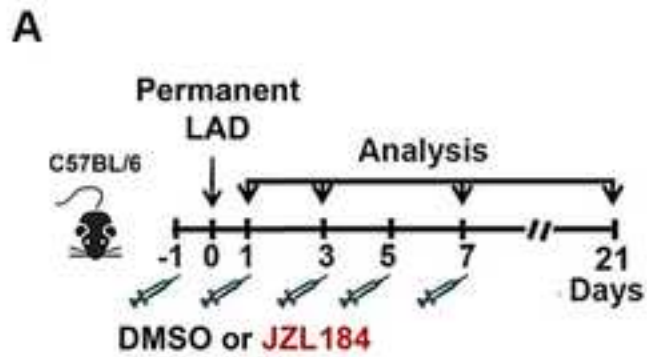 A
Permanent
LAD
C57BL/6
Analysis
-1 0 1 3 5 7 // 21
Days
DMSO or JZL184